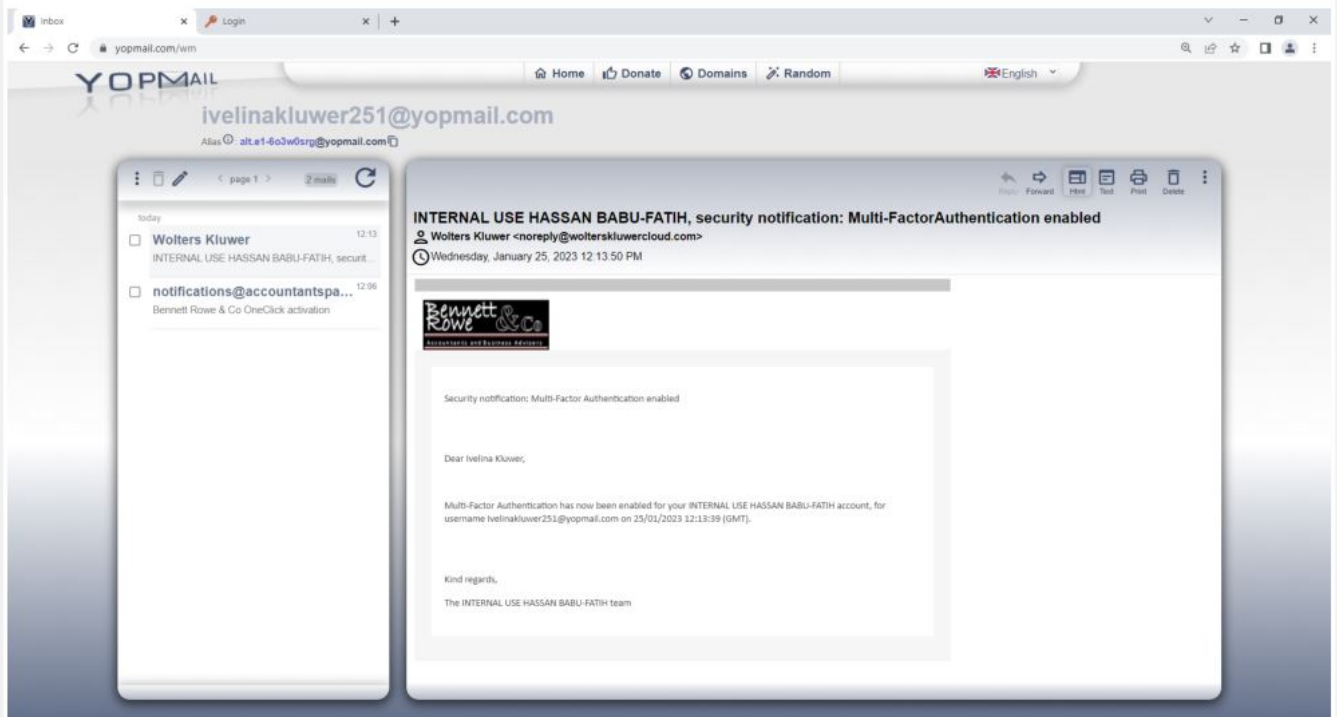 Inbox
Login
yopmail.com/wm
YOPMAIL
Home
Donate
Domains
Random
English
ivelinakluwer251@yopmail.com
Alias alt.e1-6o3w0srg@yopmail.com
page 1
2 mails
Reply
Forward
Html
Text
Print
Delete
today
Wolters Kluwer 12:13
INTERNAL USE HASSAN BABU-FATIH, securit...
notifications@accountantspa... 12:06
Bennett Rowe & Co OneClick activation
INTERNAL USE HASSAN BABU-FATIH, security notification: Multi-FactorAuthentication enabled
Wolters Kluwer <noreply@wolterskluwercloud.com>
Wednesday, January 25, 2023 12:13:50 PM
Bennett
Rowe & Co
Accountants and Business Advisers
Security notification: Multi-Factor Authentication enabled
Dear Ivelina Kluwer,
Multi-Factor Authentication has now been enabled for your INTERNAL USE HASSAN BABU-FATIH account, for
username ivelinakluwer251@yopmail.com on 25/01/2023 12:13:39 (GMT).
Kind regards,
The INTERNAL USE HASSAN BABU-FATIH team